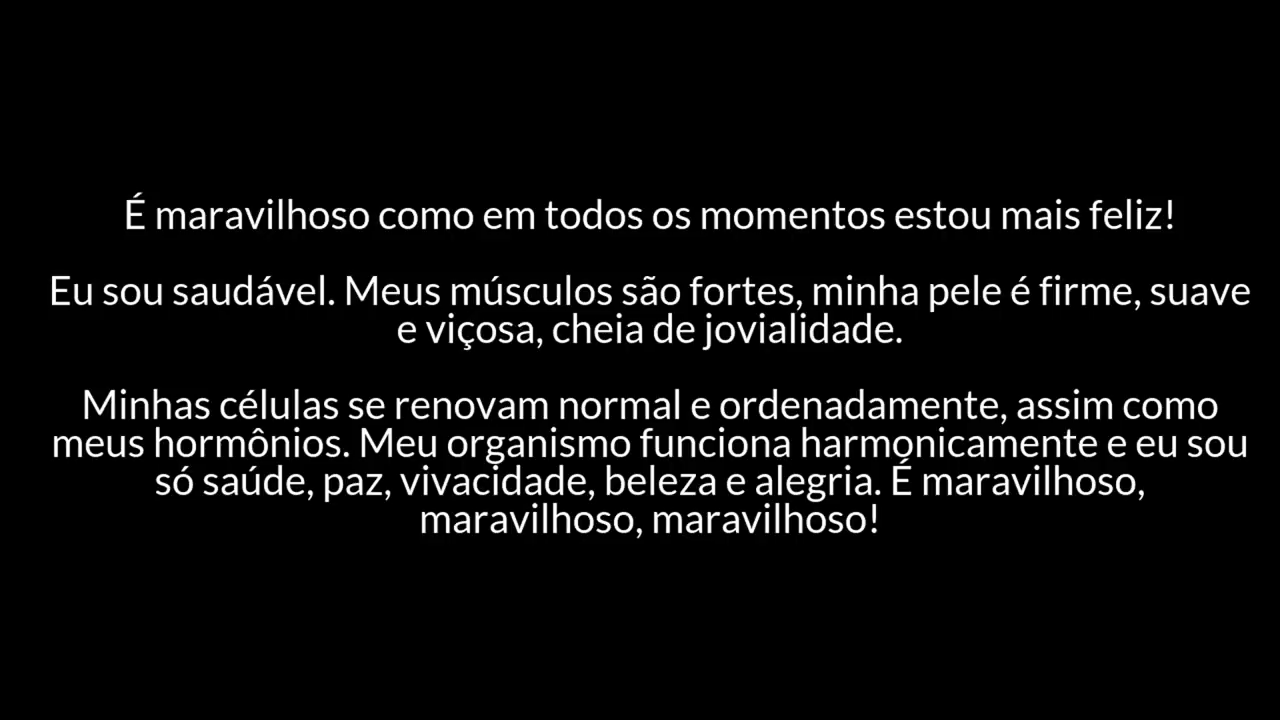 É maravilhoso como em todos os momentos estou mais feliz!
Eu sou saudável. Meus músculos são fortes, minha pele é firme, suave
e viçosa, cheia de jovialidade.
Minhas células se renovam normal e ordenadamente, assim como
meus hormônios. Meu organismo funciona harmonicamente e eu sou
só saúde, paz, vivacidade, beleza e alegria. É maravilhoso,
maravilhoso, maravilhoso!